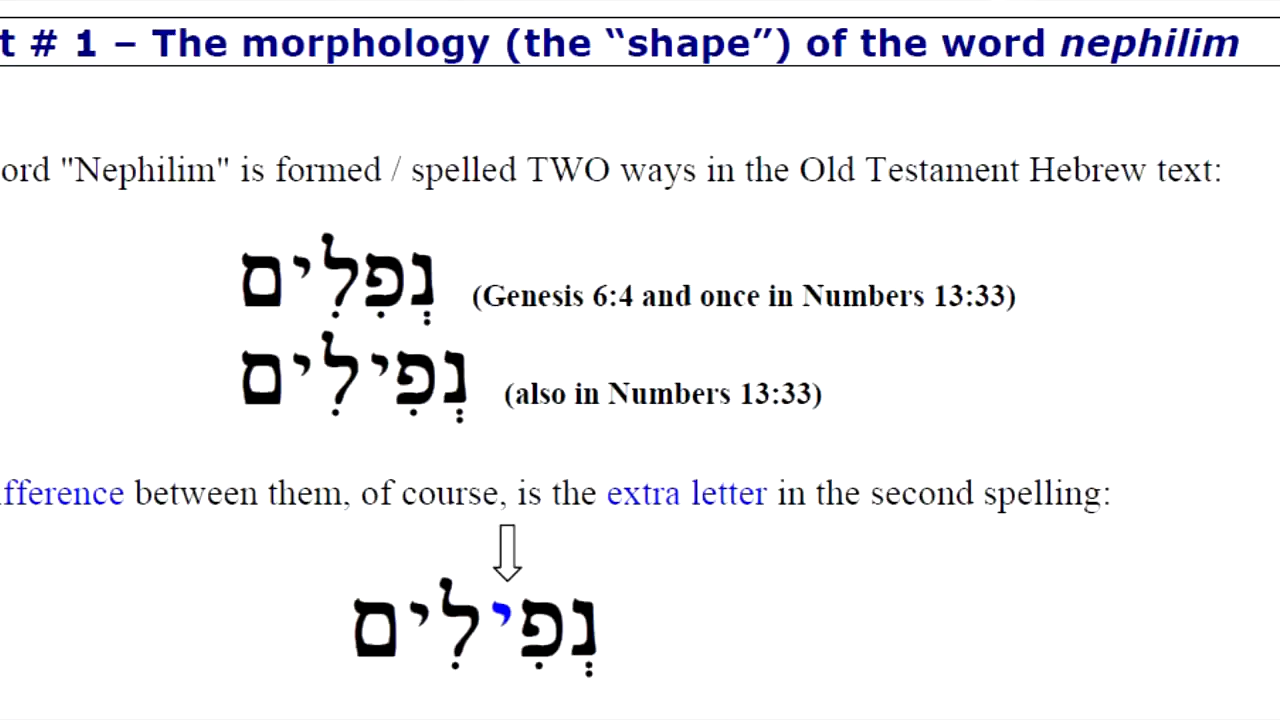 t # 1 – The morphology (the “shape”) of the word nephilim
ord "Nephilim" is formed / spelled TWO ways in the Old Testament Hebrew text:
נְפִלִים (Genesis 6:4 and once in Numbers 13:33)
נְפִילִים (also in Numbers 13:33)
fference between them, of course, is the extra letter in the second spelling:
נְפִילִים